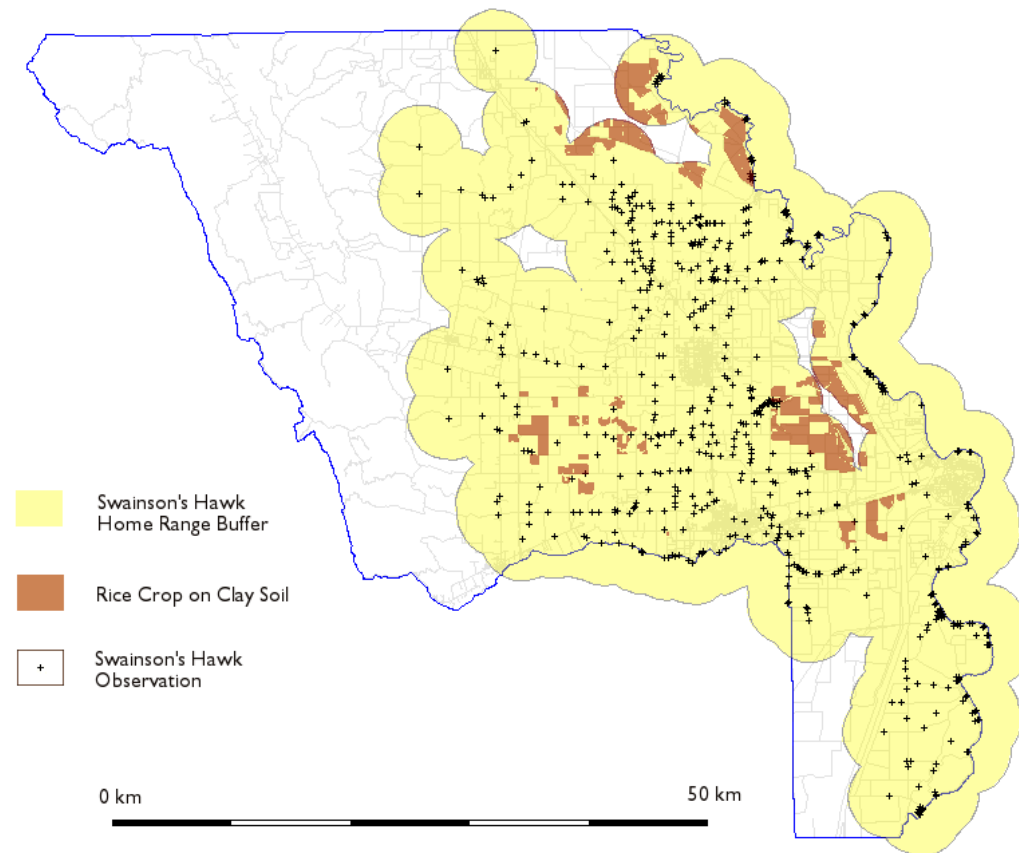 Swainson's Hawk
Home Range Buffer
Rice Crop on Clay Soil
Swainson's Hawk
Observation
0 km
50 km